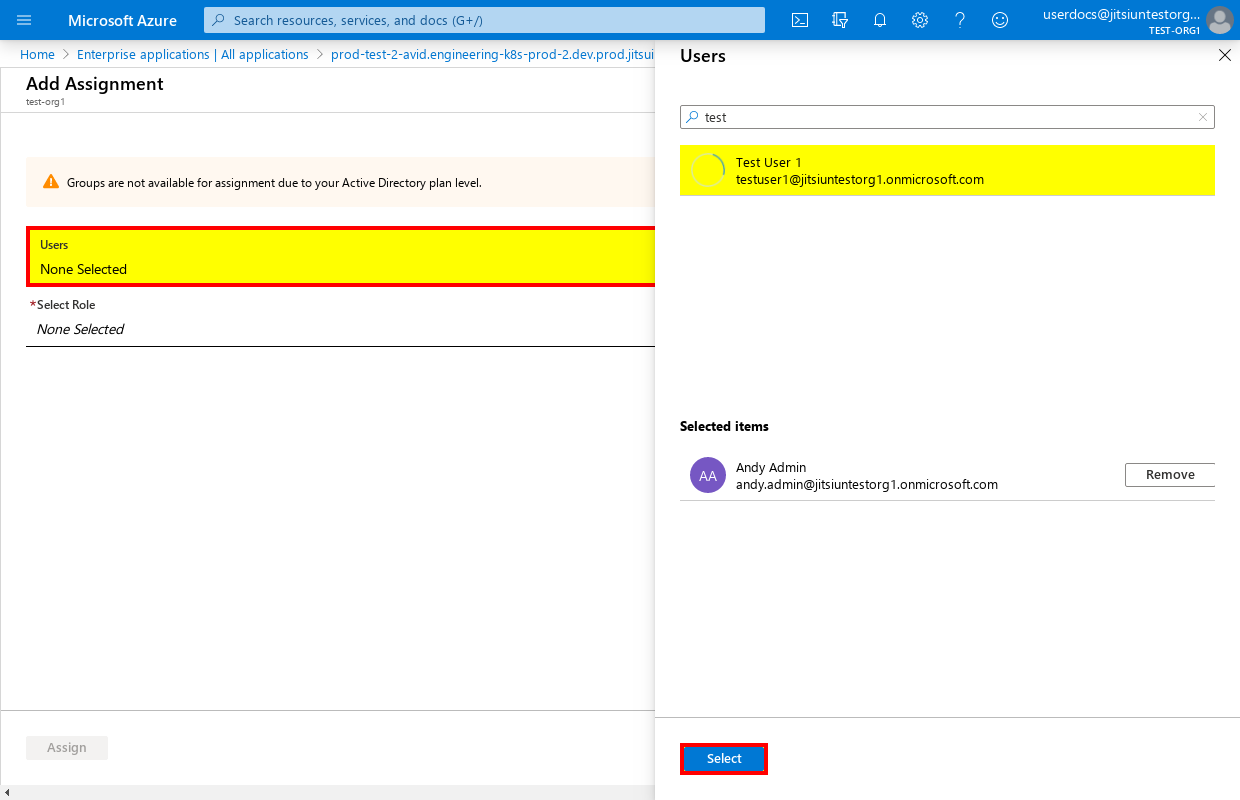 Microsoft Azure
Search resources, services, and docs (G+/)
userdocs@jitsiuntestorg...
TEST-ORG1
Home > Enterprise applications | All applications > prod-test-2-avid.engineering-k8s-prod-2.dev.prod.jitsui
Add Assignment
test-org1
Groups are not available for assignment due to your Active Directory plan level.
Users
None Selected
*Select Role
None Selected
Assign
Users
test
Test User 1
testuser1@jitsiuntestorg1.onmicrosoft.com
Selected items
AA
Andy Admin
andy.admin@jitsiuntestorg1.onmicrosoft.com
Remove
Select